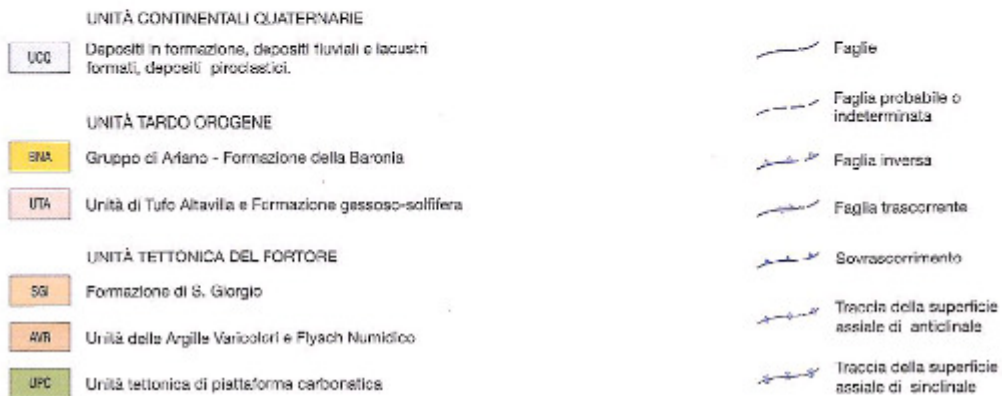 UNITÀ CONTINENTALI QUATERNARIE
UCQ
Depositi in formazione, depositi fluviali e lacustri
formati, depositi piroclastici.
UNITÀ TARDO OROGENE
BNA
Gruppo di Ariano - Formazione della Baronia
UTA
Unità di Tufo Altavilla e Formazione gessoso-solfifera
UNITÀ TETTONICA DEL FORTORE
SGI
Formazione di S. Giorgio
AVR
Unità delle Argille Varicolori e Flysch Numidico
UPC
Unità tettonica di piattaforma carbonatica
Faglie
Faglia probabile o
indeterminata
Faglia inversa
Faglia trascorrente
Sovrascorrimento
Traccia della superficie
assiale di anticlinale
Traccia della superficie
assiale di sinclinale